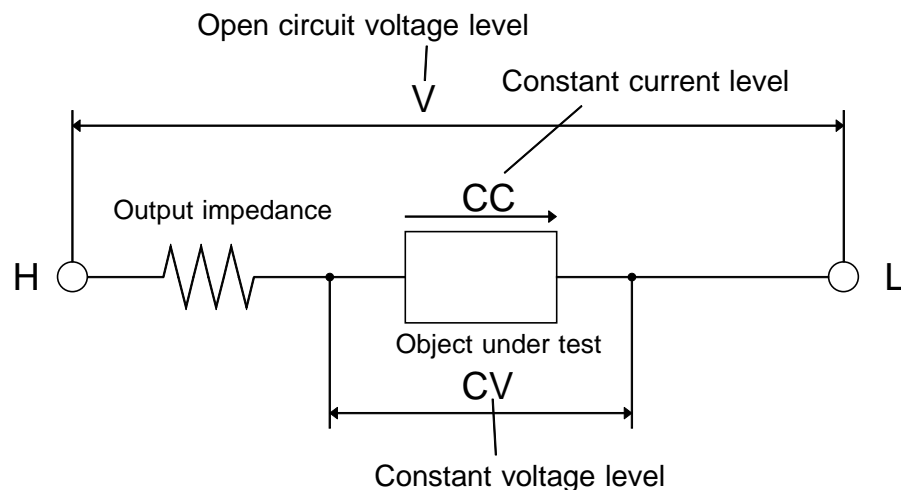 Open circuit voltage level
V
Constant current level
CC
Output impedance
H
L
Object under test
CV
Constant voltage level